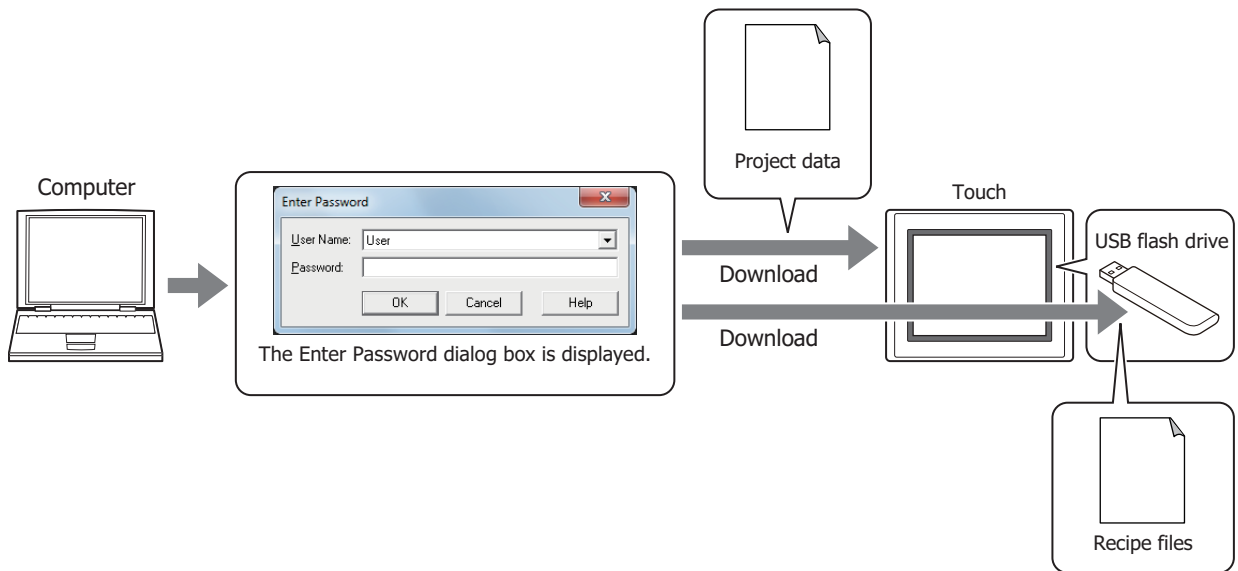 Computer
Enter Password
User Name:
User
Password:
OK
Cancel
Help
The Enter Password dialog box is displayed.
Project data
Download
Download
Touch
USB flash drive
Recipe files